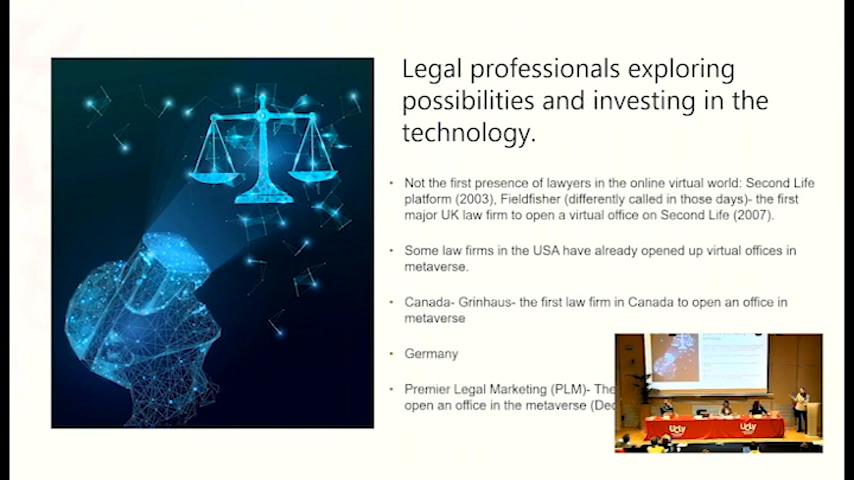 Legal professionals exploring
possibilities and investing in the
technology.
• Not the first presence of lawyers in the online virtual world: Second Life
platform (2003), Fieldfisher (differently called in those days)- the first
major UK law firm to open a virtual office on Second Life (2007).
• Some law firms in the USA have already opened up virtual offices in
metaverse.
• Canada- Grinhaus- the first law firm in Canada to open an office in
metaverse
• Germany
• Premier Legal Marketing (PLM)- The
open an office in the metaverse (Dec